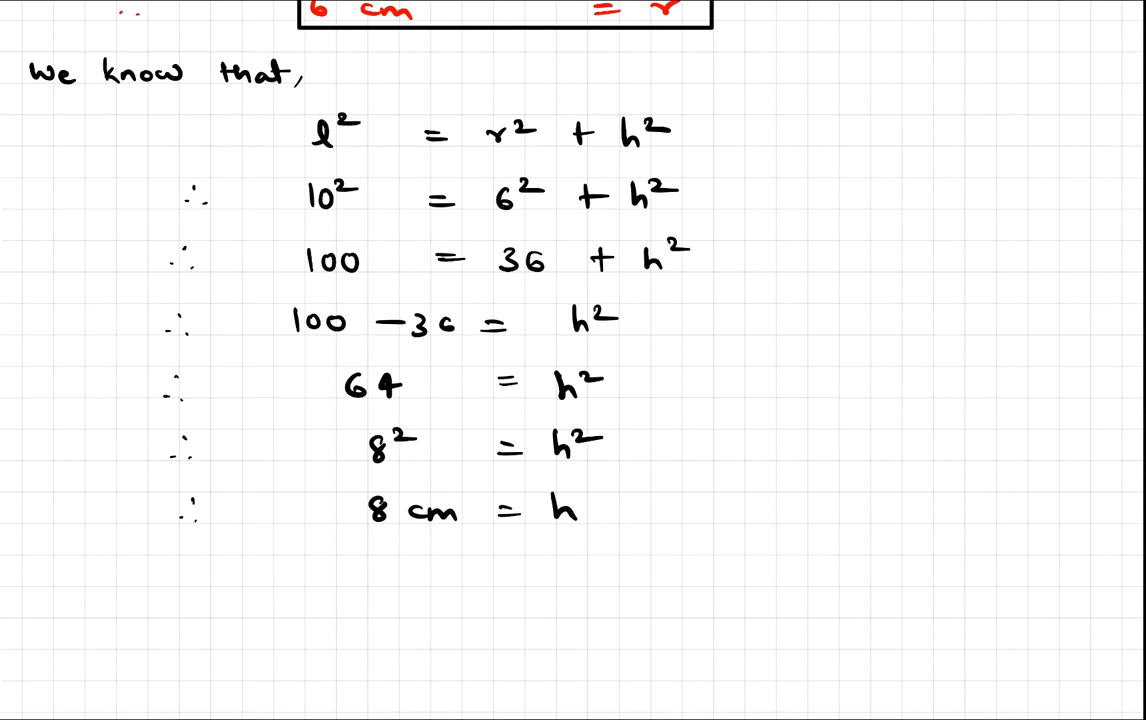 ∴ 6 cm = r
We know that,
l² = r² + h²
∴ 10² = 6² + h²
∴ 100 = 36 + h²
∴ 100 - 36 = h²
∴ 64 = h²
∴ 8² = h²
∴ 8 cm = h